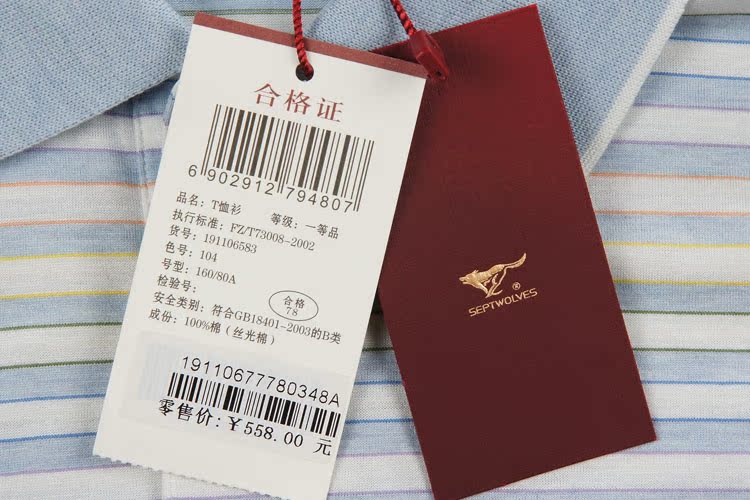 合格证
6 902912 794807
品名：T恤衫 等级：一等品
执行标准：FZ/T73008-2002
货号：191106583
色号：104
号型：160/80A
检验号：
合格
78
安全类别：符合GB18401-2003的B类
成份：100%棉（丝光棉）
19110677780348A
零售价：¥558.00 元
®
SEPTWOLVES